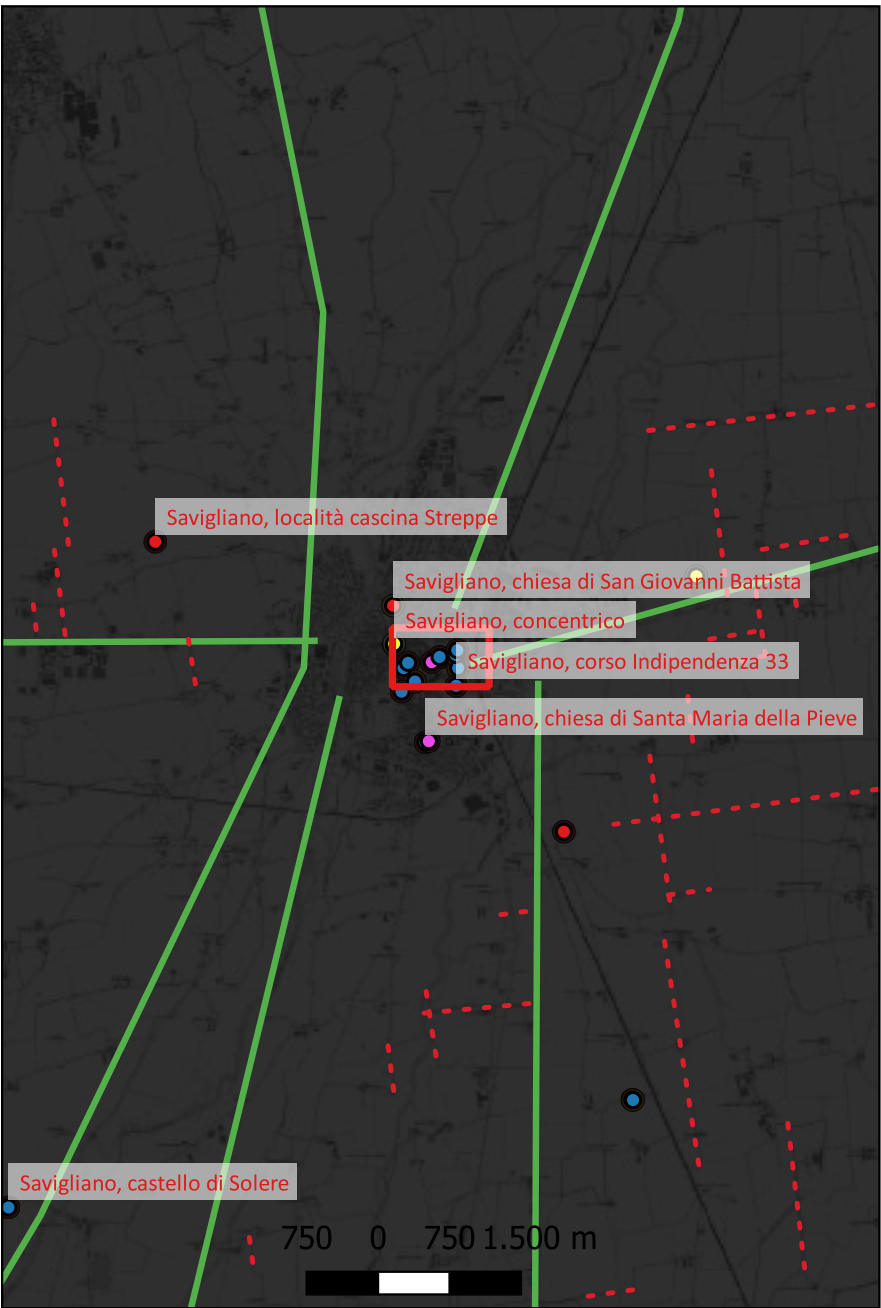 Savigliano, località cascina Streppe
Savigliano, chiesa di San Giovanni Battista
Savigliano, concentrico
Savigliano, corso Indipendenza 33
Savigliano, chiesa di Santa Maria della Pieve
Savigliano, castello di Solere
750 0 750 1.500 m